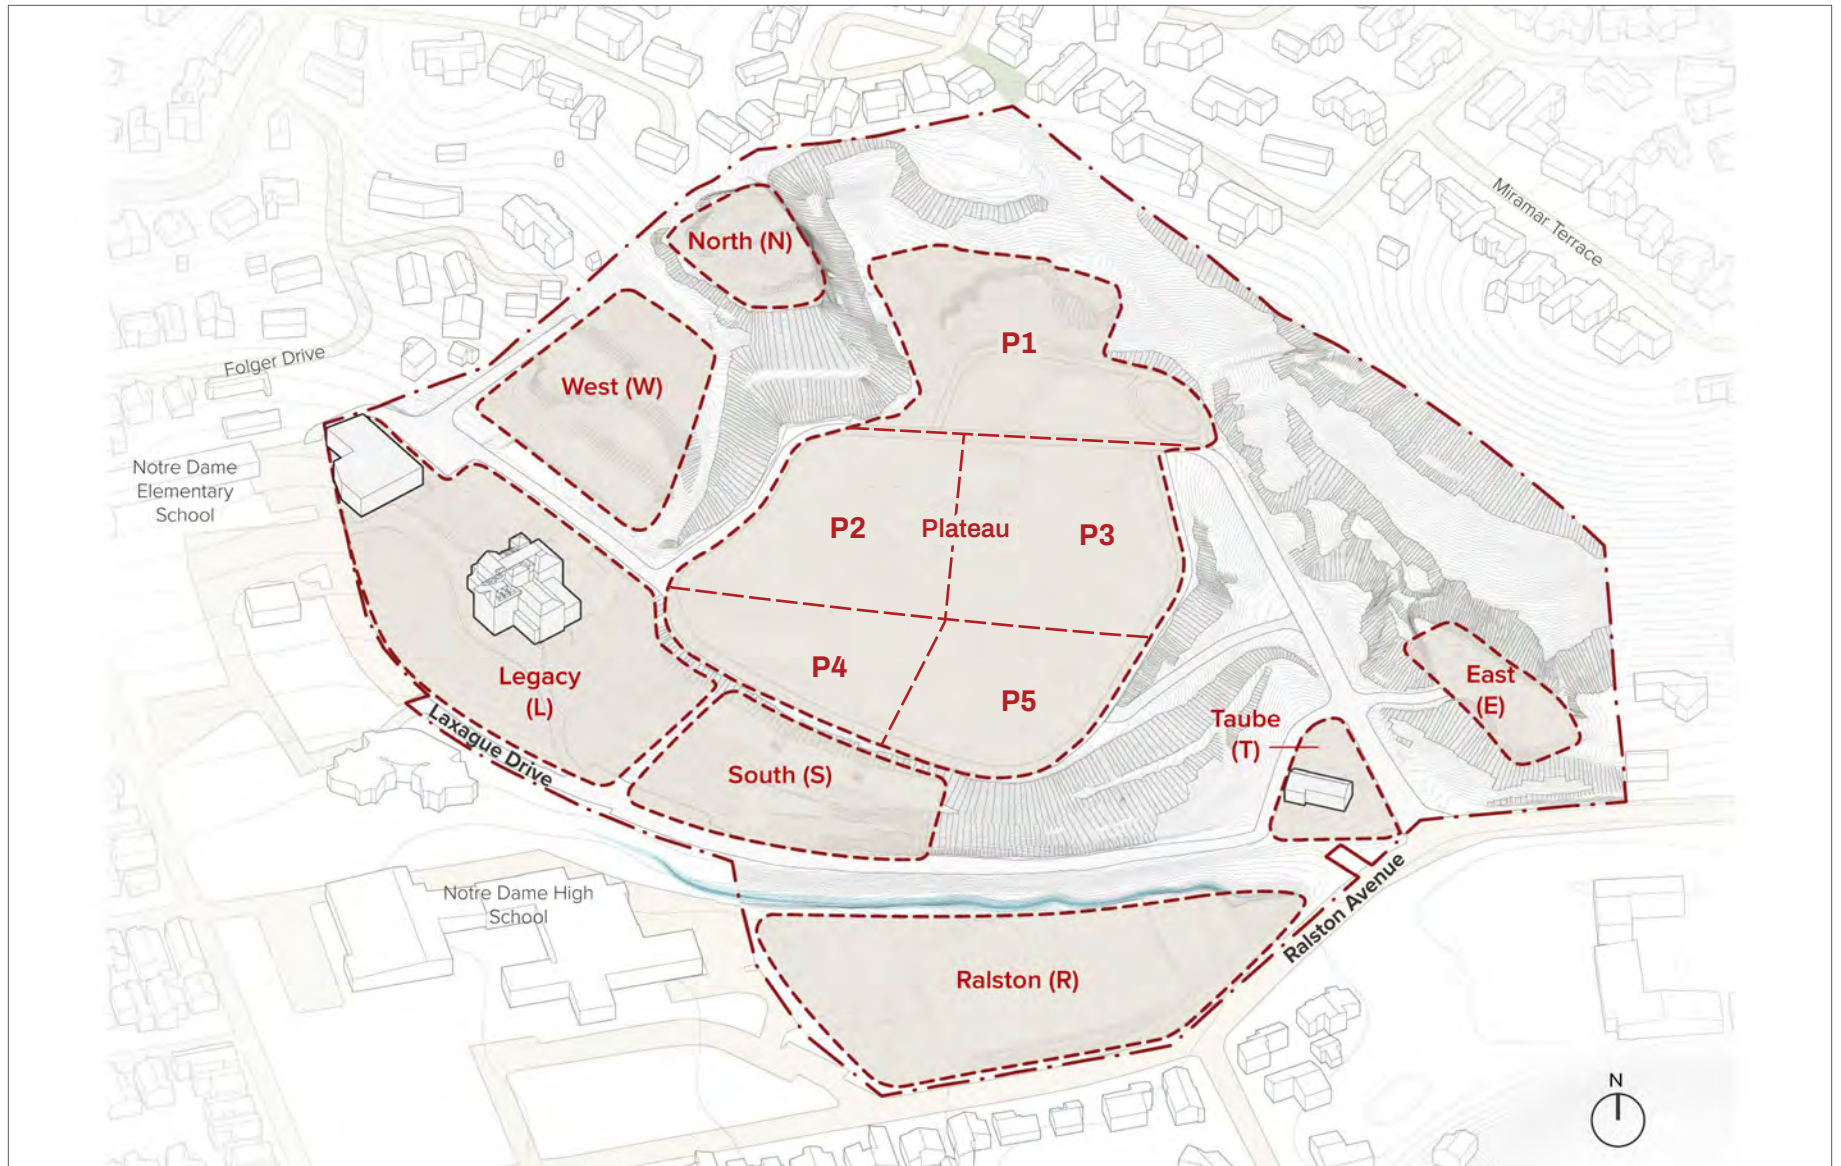 Miramar Terrace
North (N)
P1
Folger Drive
West (W)
Notre Dame
Elementary
School
P2
Plateau
P3
Legacy
(L)
P4
P5
East
(E)
Taube
(T)
Laxague Drive
South (S)
Notre Dame High
School
Ralston Avenue
Ralston (R)
N